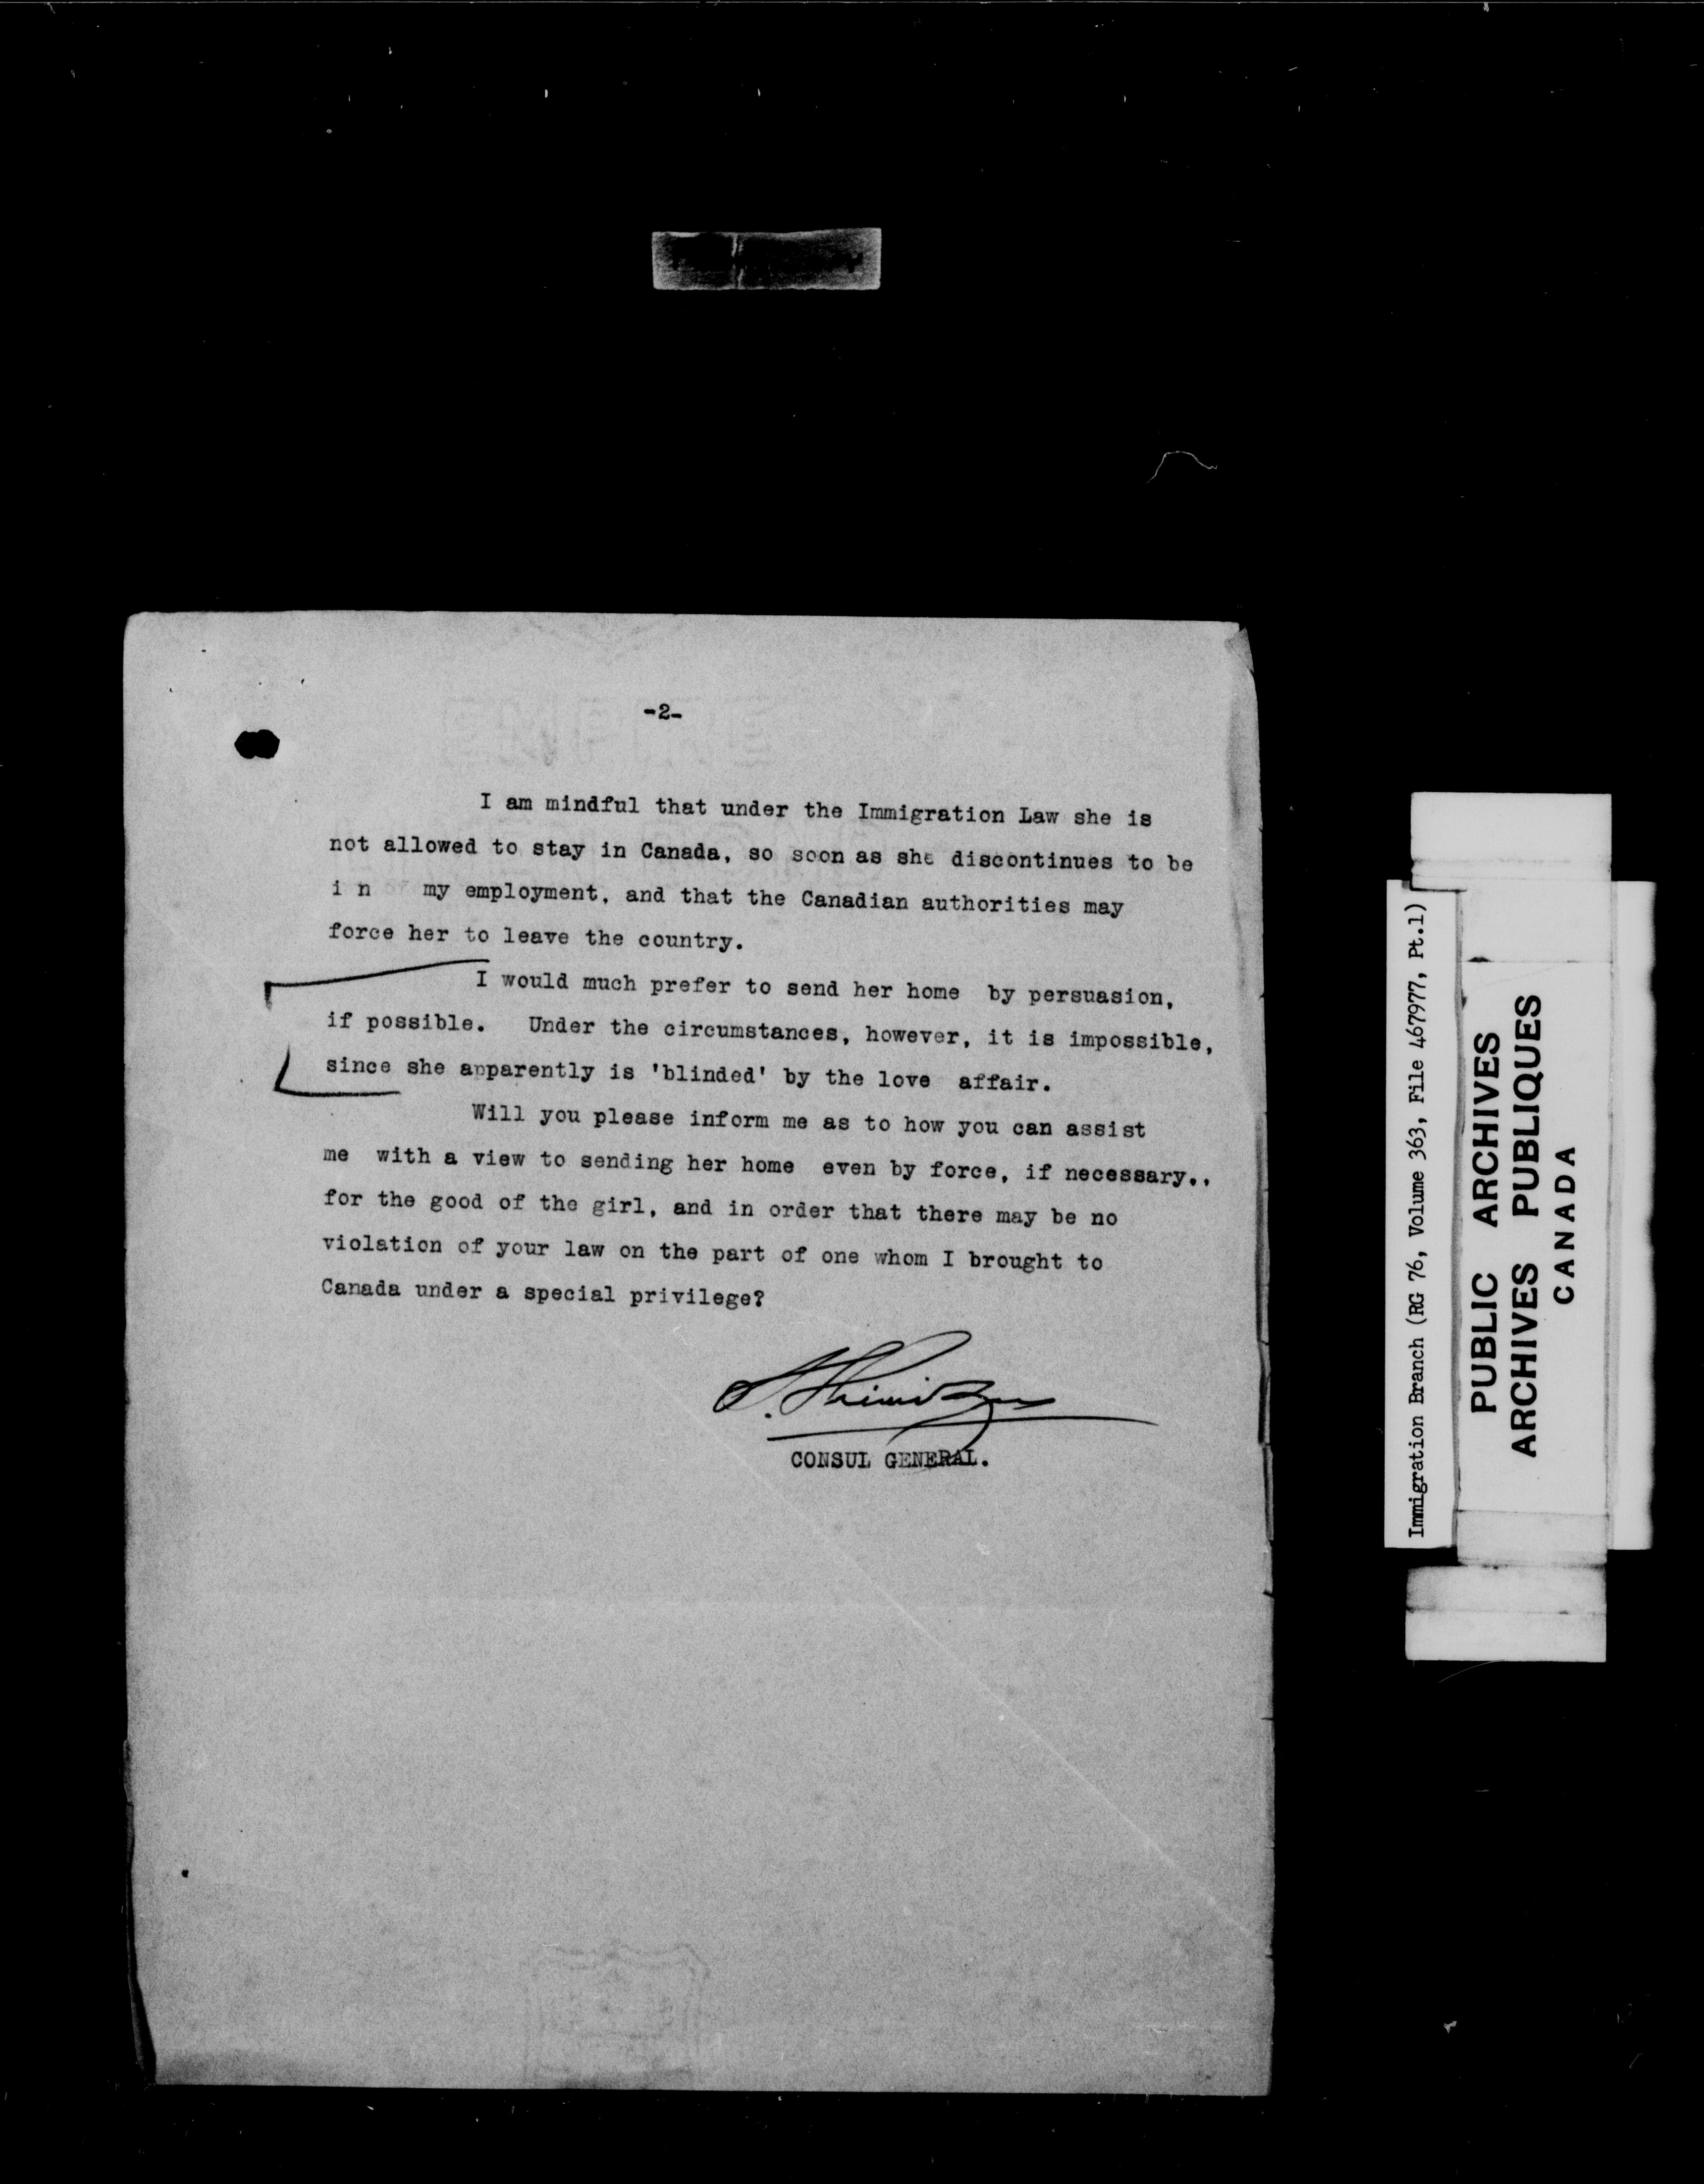 -2-
I am mindful that under the Immigration Law she is
not allowed to stay in Canada, so soon as she discontinues to be
i n my employment, and that the Canadian authorities may
force her to leave the country.
I would much prefer to send her home by persuasion,
if possible. Under the circumstances, however, it is impossible,
since she apparently is 'blinded' by the love affair.
Will you please inform me as to how you can assist
me with a view to sending her home even by force, if necessary..
for the good of the girl, and in order that there may be no
violation of your law on the part of one whom I brought to
Canada under a special privilege?
S. Shimizu
CONSUL GENERAL.
Immigration Branch (RG 76, Volume 363, File 467977, Pt.1)
PUBLIC ARCHIVES
ARCHIVES PUBLIQUES
CANADA